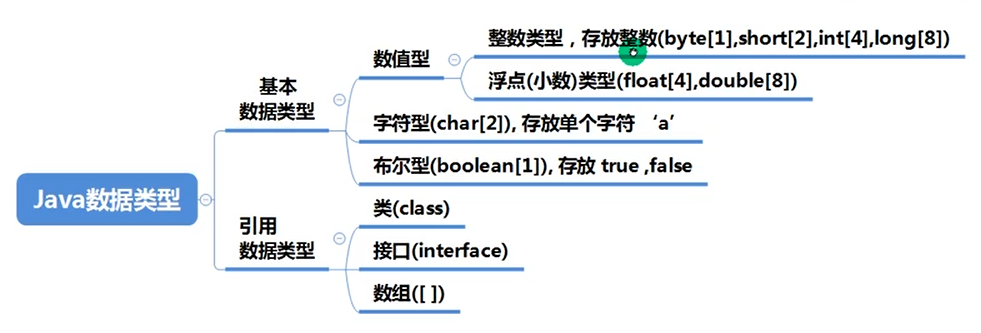 Java数据类型
基本
数据类型
数值型
整数类型，存放整数(byte[1],short[2],int[4],long[8])
浮点(小数)类型(float[4],double[8])
字符型(char[2]), 存放单个字符 ‘a’
布尔型(boolean[1]), 存放 true ,false
引用
数据类型
类(class)
接口(interface)
数组([ ])